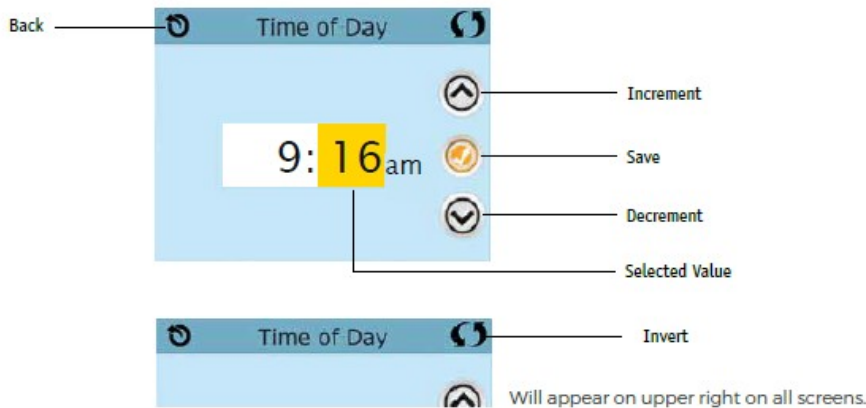 Back
Time of Day
Increment
9:16am
Save
Decrement
Selected Value
Time of Day
Invert
Will appear on upper right on all screens.